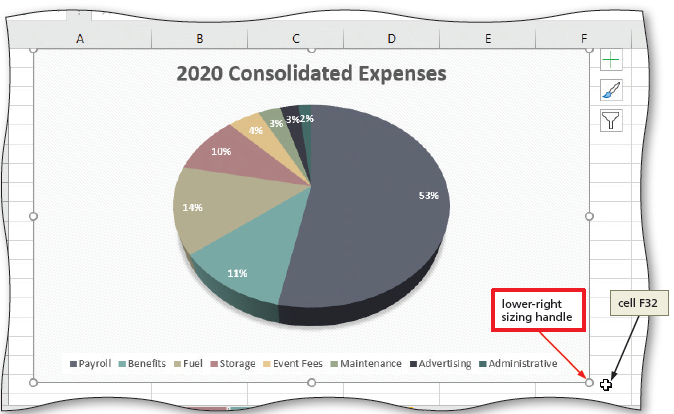 A B C D E F
2020 Consolidated Expenses
3% 3% 2%
4%
10%
53%
14%
11%
lower-right
sizing handle
cell F32
Payroll Benefits Fuel Storage Event Fees Maintenance Advertising Administrative